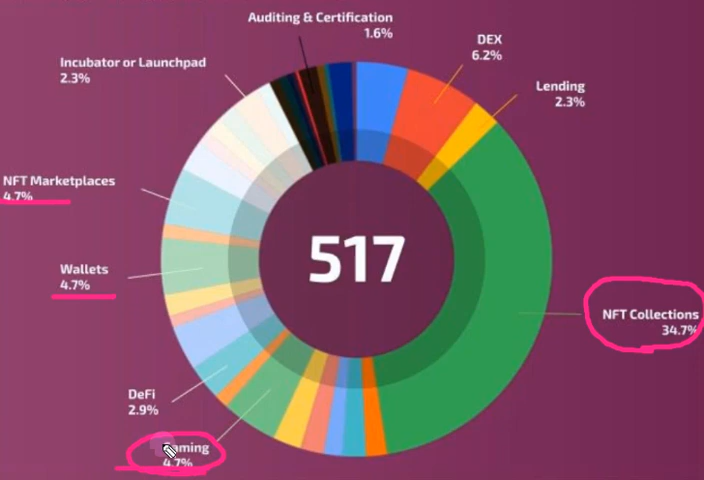 Auditing & Certification
1.6%
DEX
6.2%
Incubator or Launchpad
2.3%
Lending
2.3%
NFT Marketplaces
4.7%
517
Wallets
4.7%
NFT Collections
34.7%
DeFi
2.9%
Gaming
4.7%